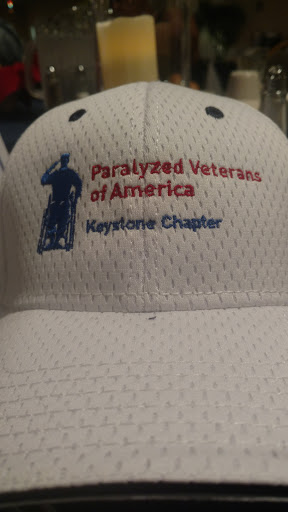 Paralyzed Veterans
of America
Keystone Chapter